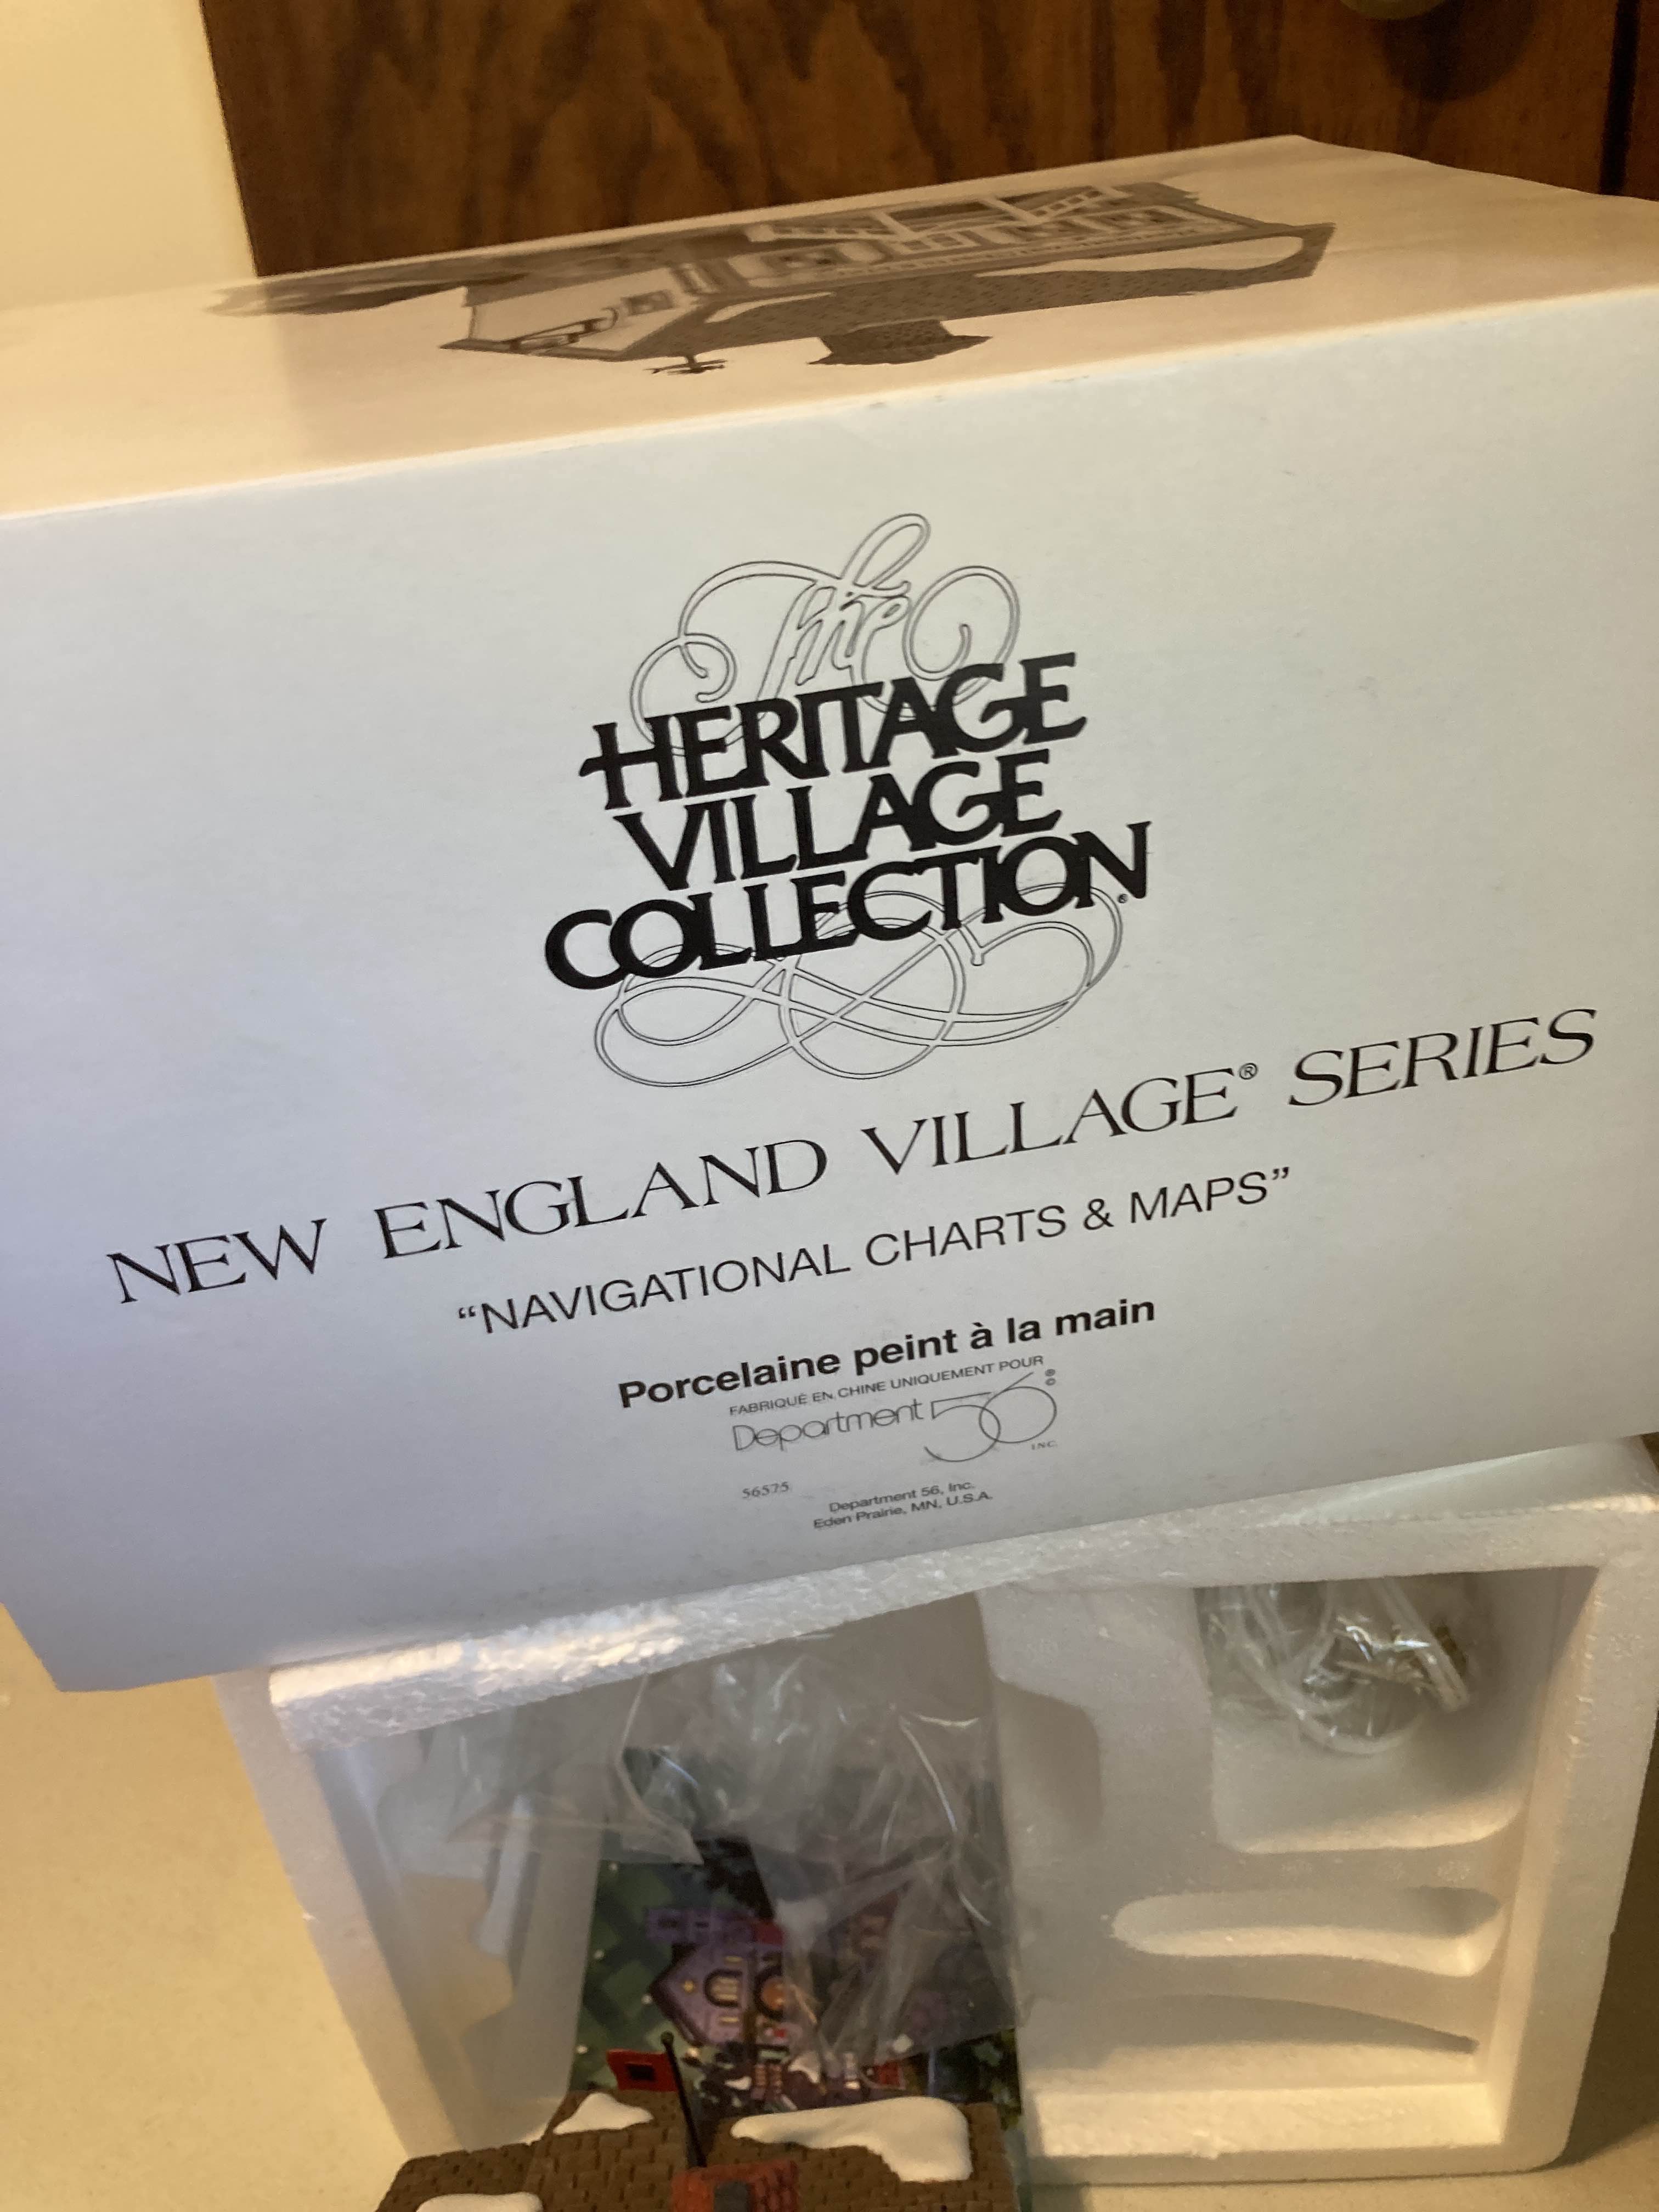 The
HERITAGE
VILLAGE
COLLECTION®
NEW ENGLAND VILLAGE® SERIES
“NAVIGATIONAL CHARTS & MAPS”
Porcelaine peint à la main
FABRIQUÉ EN CHINE UNIQUEMENT POUR
Department 56®
INC.
56575
Department 56, Inc.
Eden Prairie, MN, U.S.A.